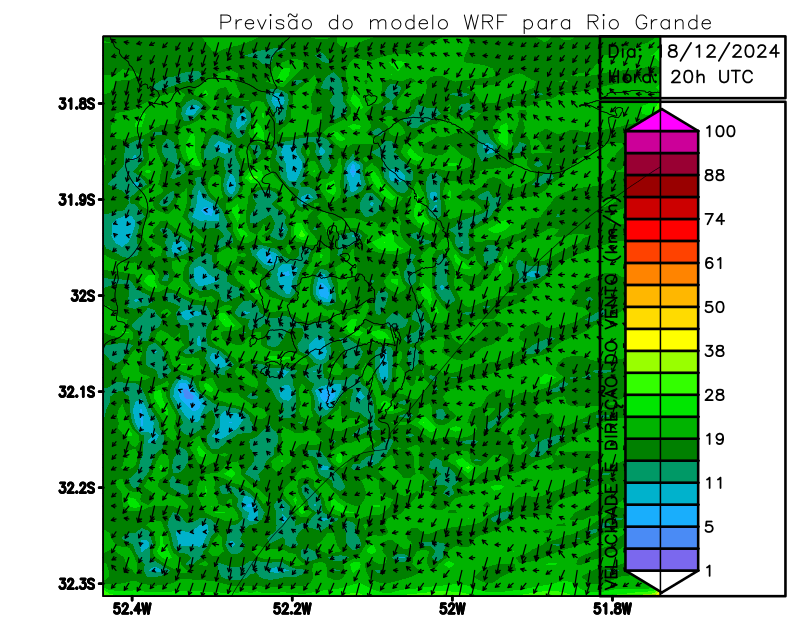 Previsão do modelo WRF para Rio Grande
Dia: 18/12/2024
Hora: 20h UTC
31.8S
31.9S
32S
32.1S
32.2S
32.3S
52.4W
52.2W
52W
51.8W
VELOCIDADE E DIREÇÃO DO VENTO (km/h)
100
88
74
61
50
38
28
19
11
5
1